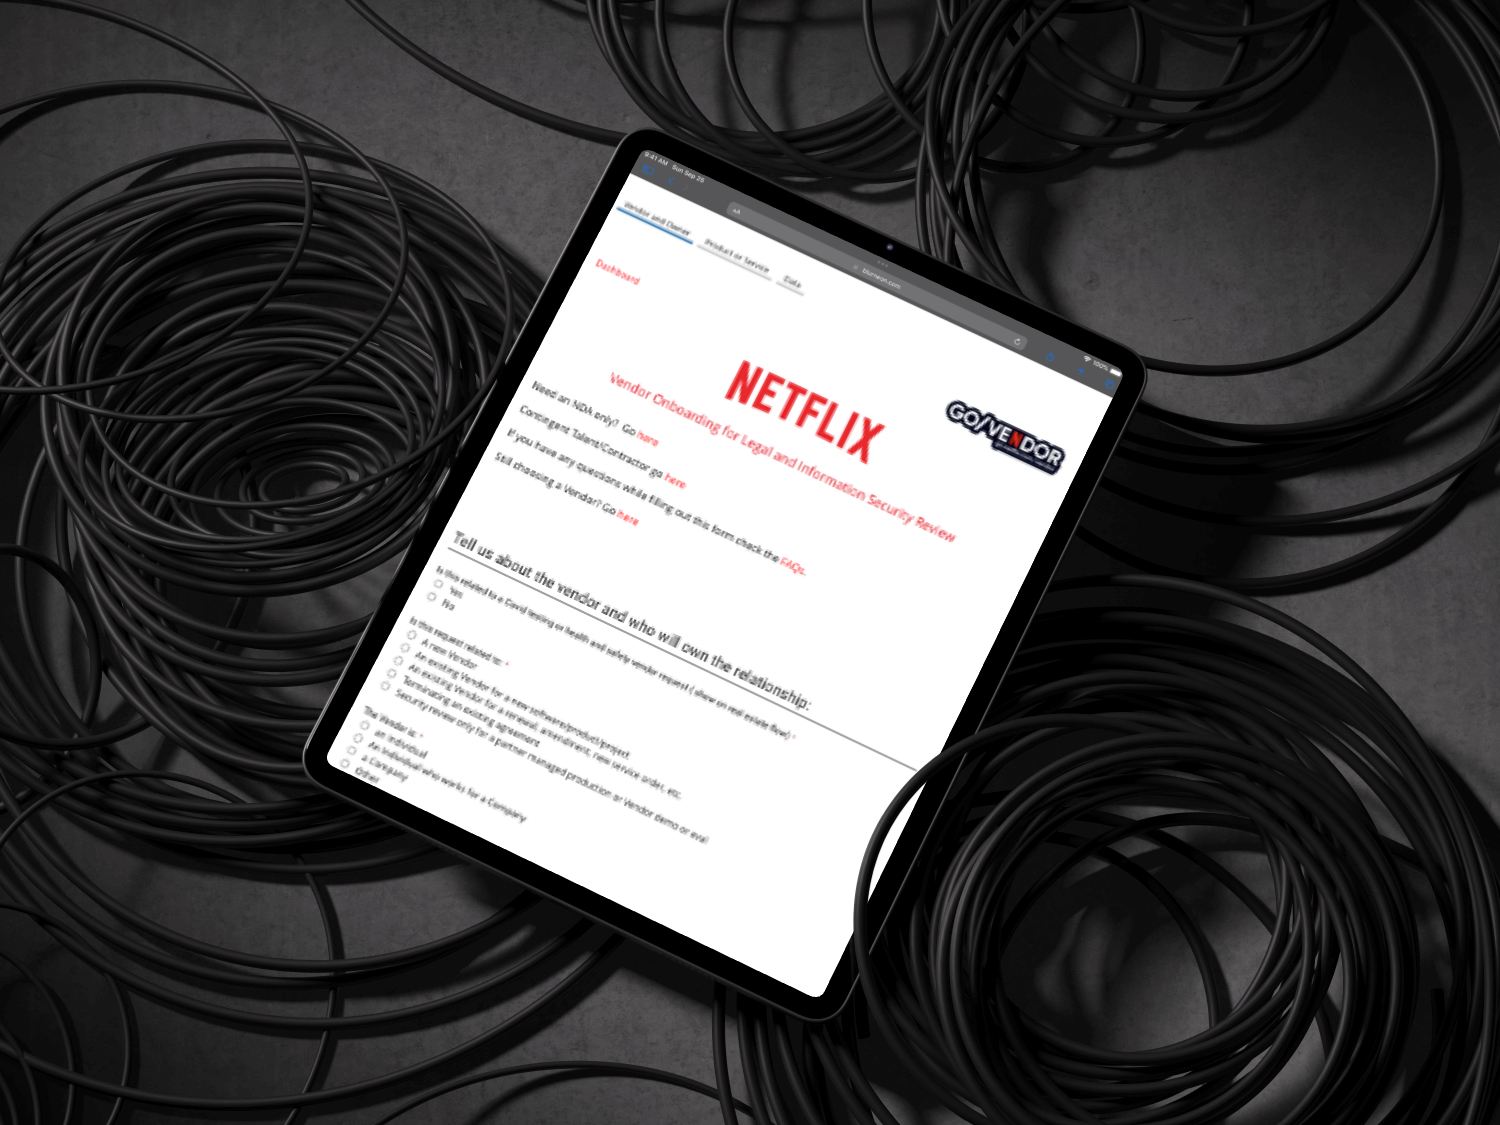 9:41 AM Sun Sep 25
100%
AA
blurneon.com
Vendor and Owner
Product or Service
Data
Dashboard
NETFLIX
GO/VENDOR
Vendor Onboarding for Legal and Information Security Review
Need an NDA only? Go here
Contingent Talent/Contractor go here
If you have any questions while filling out this form check the FAQs.
Still choosing a Vendor? Go here
Tell us about the vendor and who will own the relationship:
Is this related to a Covid testing or health and safety vendor request ( show on real estate flow) *
Yes
No
Is this request related to: *
A new Vendor
An existing Vendor for a new software/product/project.
An existing Vendor for a renewal, amendment, new service order, etc.
Terminating an existing agreement
Security review only for a partner managed production or Vendor demo or eval
The Vendor is: *
an Individual
An Individual who works for a Company
a Company
Other